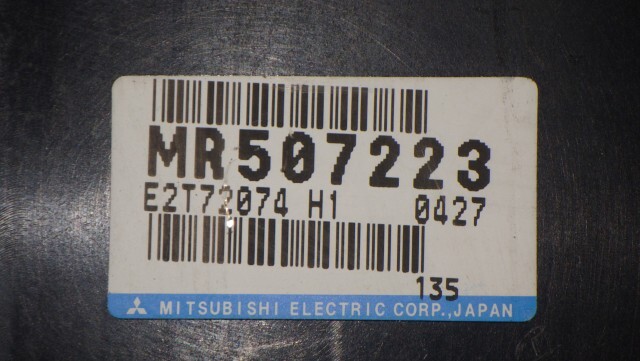 MR507223
E2T72074 H1 0427
135
MITSUBISHI ELECTRIC CORP.,JAPAN